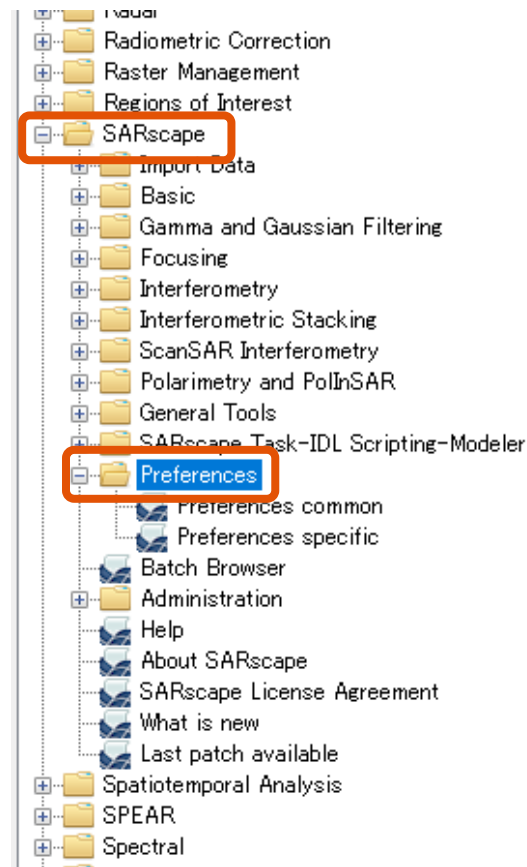 Radar
Radiometric Correction
Raster Management
Regions of Interest
SARscape
Import Data
Basic
Gamma and Gaussian Filtering
Focusing
Interferometry
Interferometric Stacking
ScanSAR Interferometry
Polarimetry and PolInSAR
General Tools
SARscape Task-IDL Scripting-Modeler
Preferences
Preferences common
Preferences specific
Batch Browser
Administration
Help
About SARscape
SARscape License Agreement
What is new
Last patch available
Spatiotemporal Analysis
SPEAR
Spectral